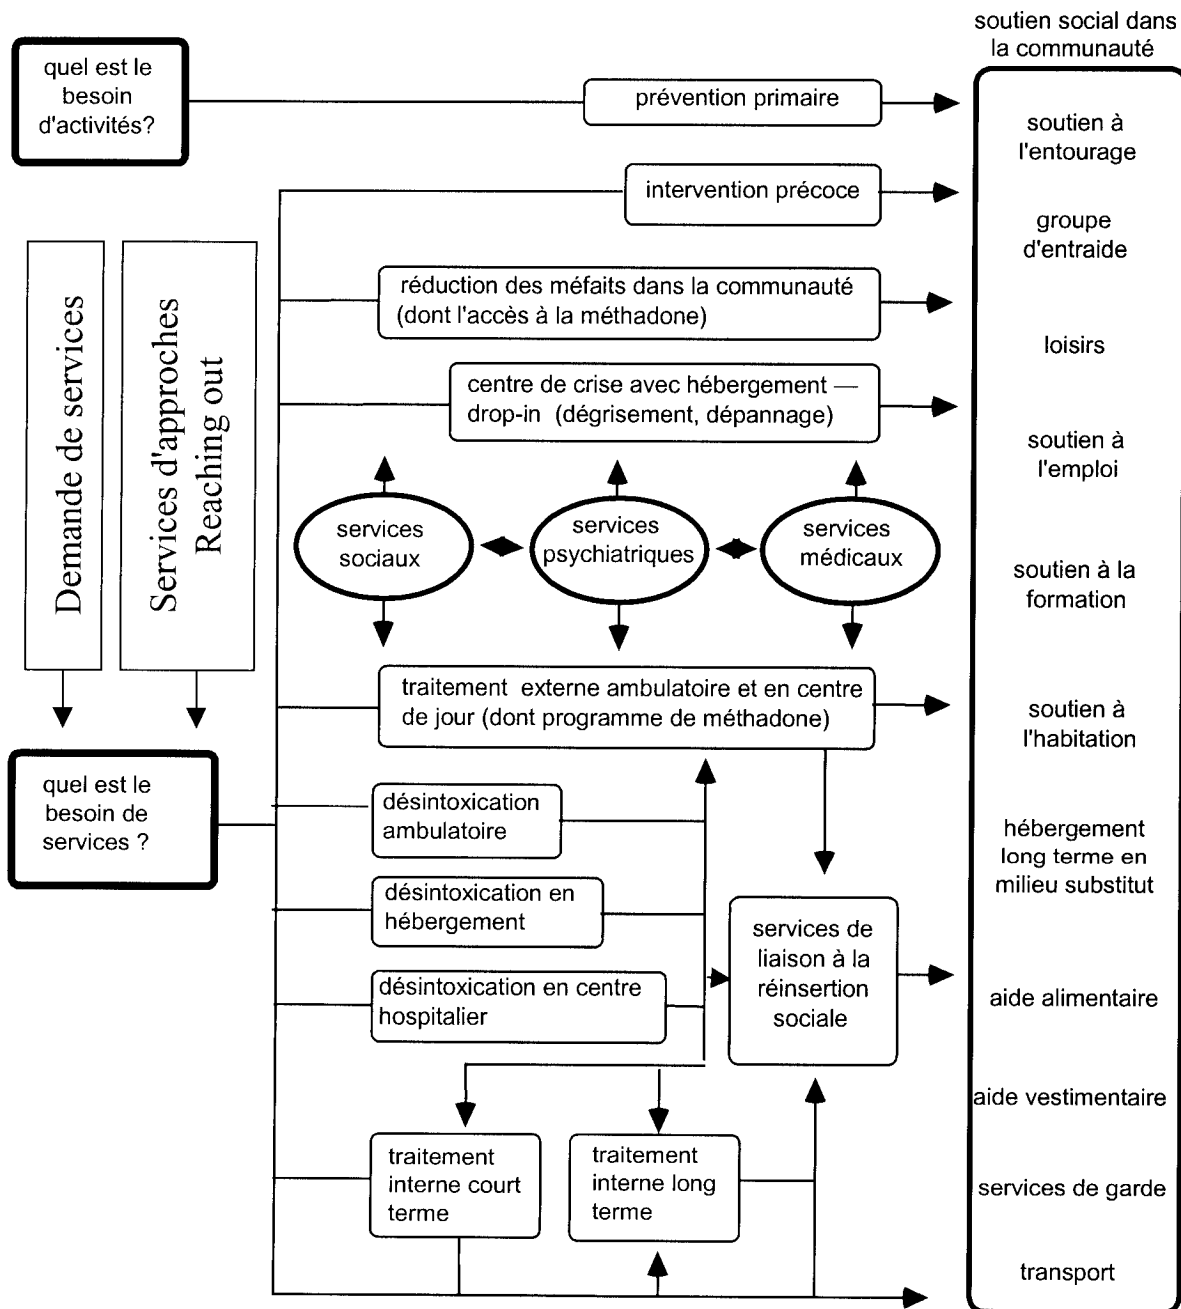 soutien social dans
la communauté
quel est le
besoin
d'activités?
prévention primaire
intervention précoce
réduction des méfaits dans la communauté
(dont l'accès à la méthadone)
centre de crise avec hébergement —
drop-in (dégrisement, dépannage)
Demande de services
Services d'approches
Reaching out
services
sociaux
services
psychiatriques
services
médicaux
traitement externe ambulatoire et en centre
de jour (dont programme de méthadone)
quel est le
besoin de
services ?
désintoxication
ambulatoire
désintoxication en
hébergement
désintoxication en centre
hospitalier
services de
liaison à la
réinsertion
sociale
traitement
interne court
terme
traitement
interne long
terme
soutien à
l'entourage
groupe
d'entraide
loisirs
soutien à
l'emploi
soutien à la
formation
soutien à
l'habitation
hébergement
long terme en
milieu substitut
aide alimentaire
aide vestimentaire
services de garde
transport